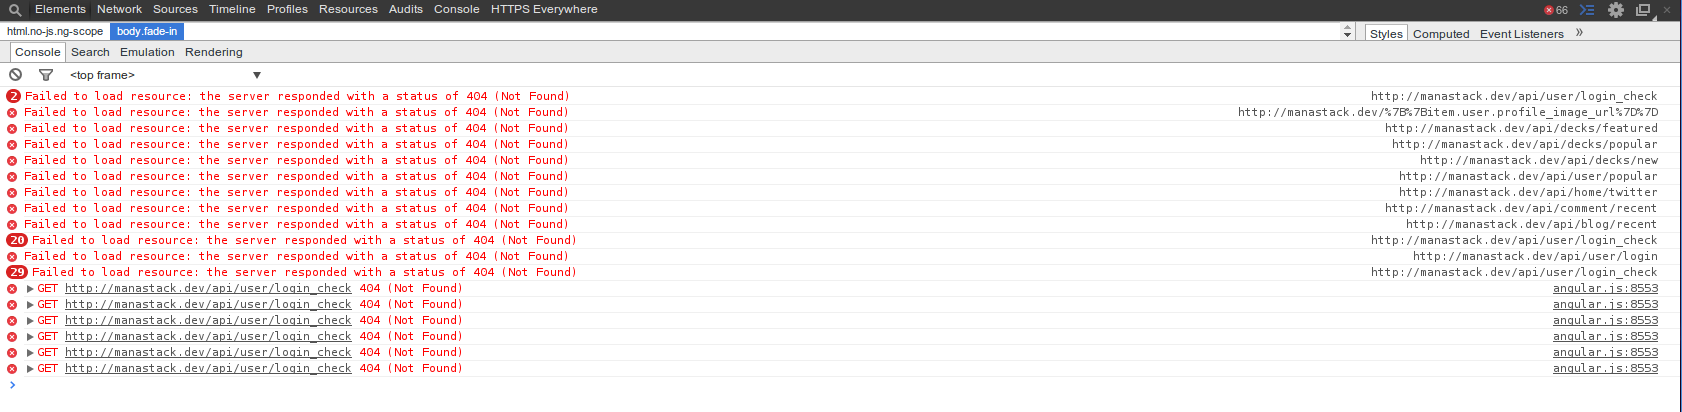 Elements Network Sources Timeline Profiles Resources Audits Console HTTPS Everywhere 66
html.no-js.ng-scope body.fade-in Styles Computed Event Listeners »
Console Search Emulation Rendering
<top frame> ▼
2 Failed to load resource: the server responded with a status of 404 (Not Found) http://manastack.dev/api/user/login_check
Failed to load resource: the server responded with a status of 404 (Not Found) http://manastack.dev/%7B%7Bitem.user.profile_image_url%7D%7D
Failed to load resource: the server responded with a status of 404 (Not Found) http://manastack.dev/api/decks/featured
Failed to load resource: the server responded with a status of 404 (Not Found) http://manastack.dev/api/decks/popular
Failed to load resource: the server responded with a status of 404 (Not Found) http://manastack.dev/api/decks/new
Failed to load resource: the server responded with a status of 404 (Not Found) http://manastack.dev/api/user/popular
Failed to load resource: the server responded with a status of 404 (Not Found) http://manastack.dev/api/home/twitter
Failed to load resource: the server responded with a status of 404 (Not Found) http://manastack.dev/api/comment/recent
Failed to load resource: the server responded with a status of 404 (Not Found) http://manastack.dev/api/blog/recent
20 Failed to load resource: the server responded with a status of 404 (Not Found) http://manastack.dev/api/user/login_check
Failed to load resource: the server responded with a status of 404 (Not Found) http://manastack.dev/api/user/login
29 Failed to load resource: the server responded with a status of 404 (Not Found) http://manastack.dev/api/user/login_check
▶ GET http://manastack.dev/api/user/login_check 404 (Not Found) angular.js:8553
▶ GET http://manastack.dev/api/user/login_check 404 (Not Found) angular.js:8553
▶ GET http://manastack.dev/api/user/login_check 404 (Not Found) angular.js:8553
▶ GET http://manastack.dev/api/user/login_check 404 (Not Found) angular.js:8553
▶ GET http://manastack.dev/api/user/login_check 404 (Not Found) angular.js:8553
▶ GET http://manastack.dev/api/user/login_check 404 (Not Found) angular.js:8553